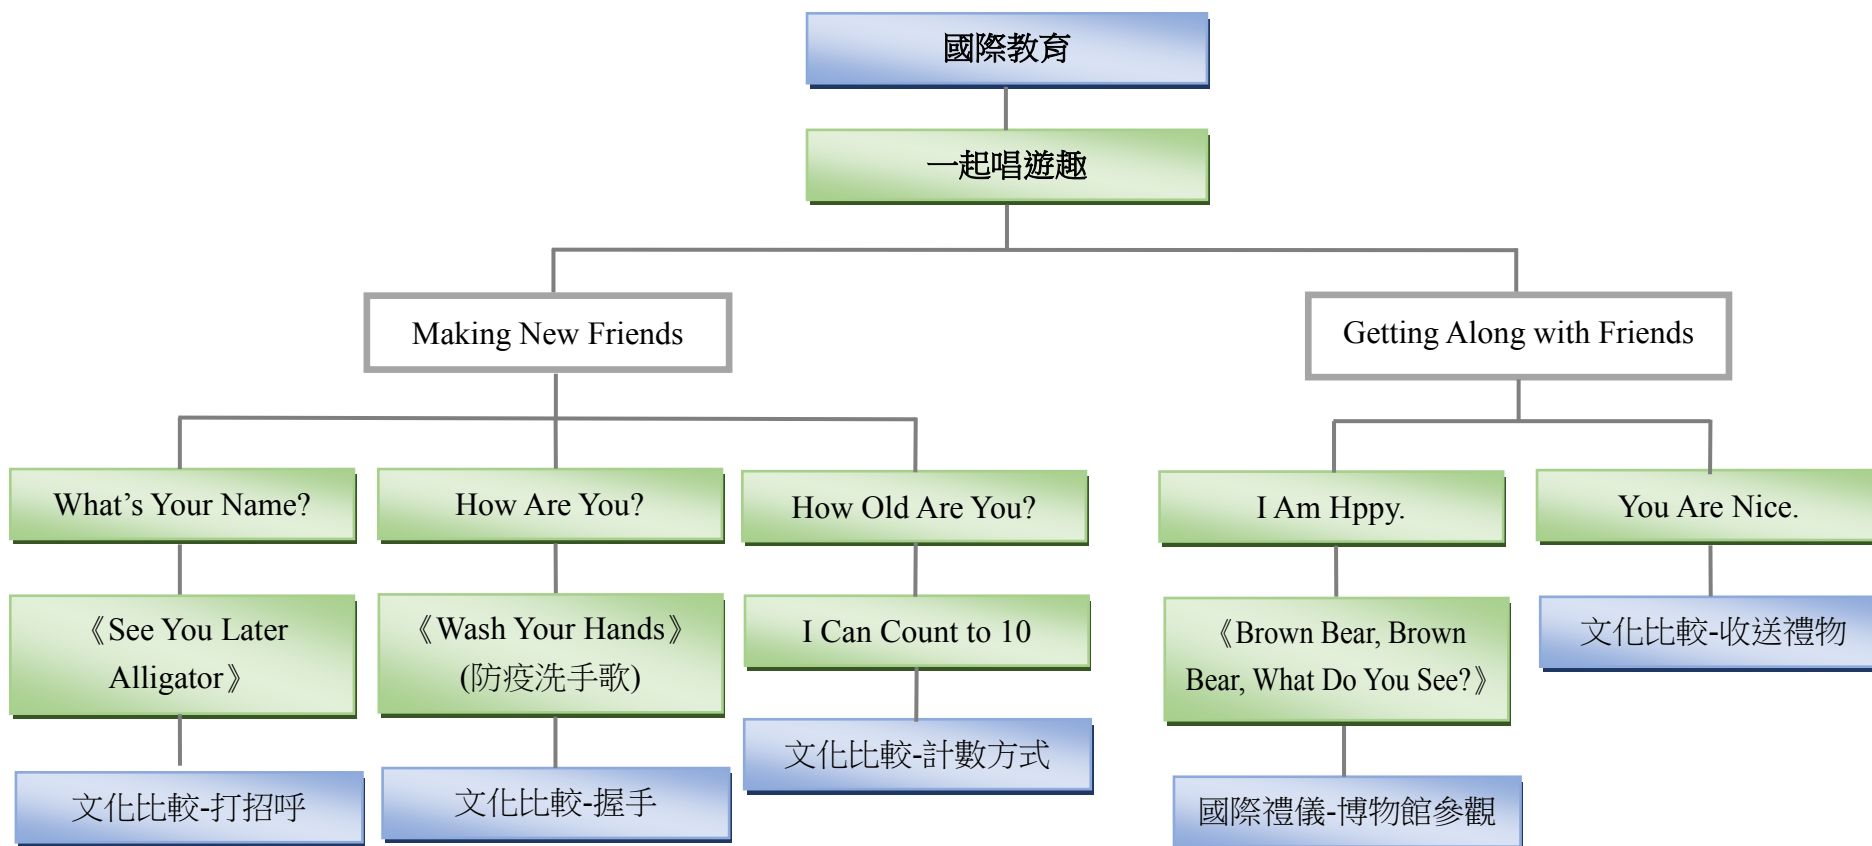 國際教育
一起唱遊趣
Making New Friends
Getting Along with Friends
What’s Your Name?
How Are You?
How Old Are You?
I Am Hppy.
You Are Nice.
《See You Later
Alligator》
《Wash Your Hands》
(防疫洗手歌)
I Can Count to 10
《Brown Bear, Brown
Bear, What Do You See?》
文化比較-收送禮物
文化比較-打招呼
文化比較-握手
文化比較-計數方式
國際禮儀-博物館參觀